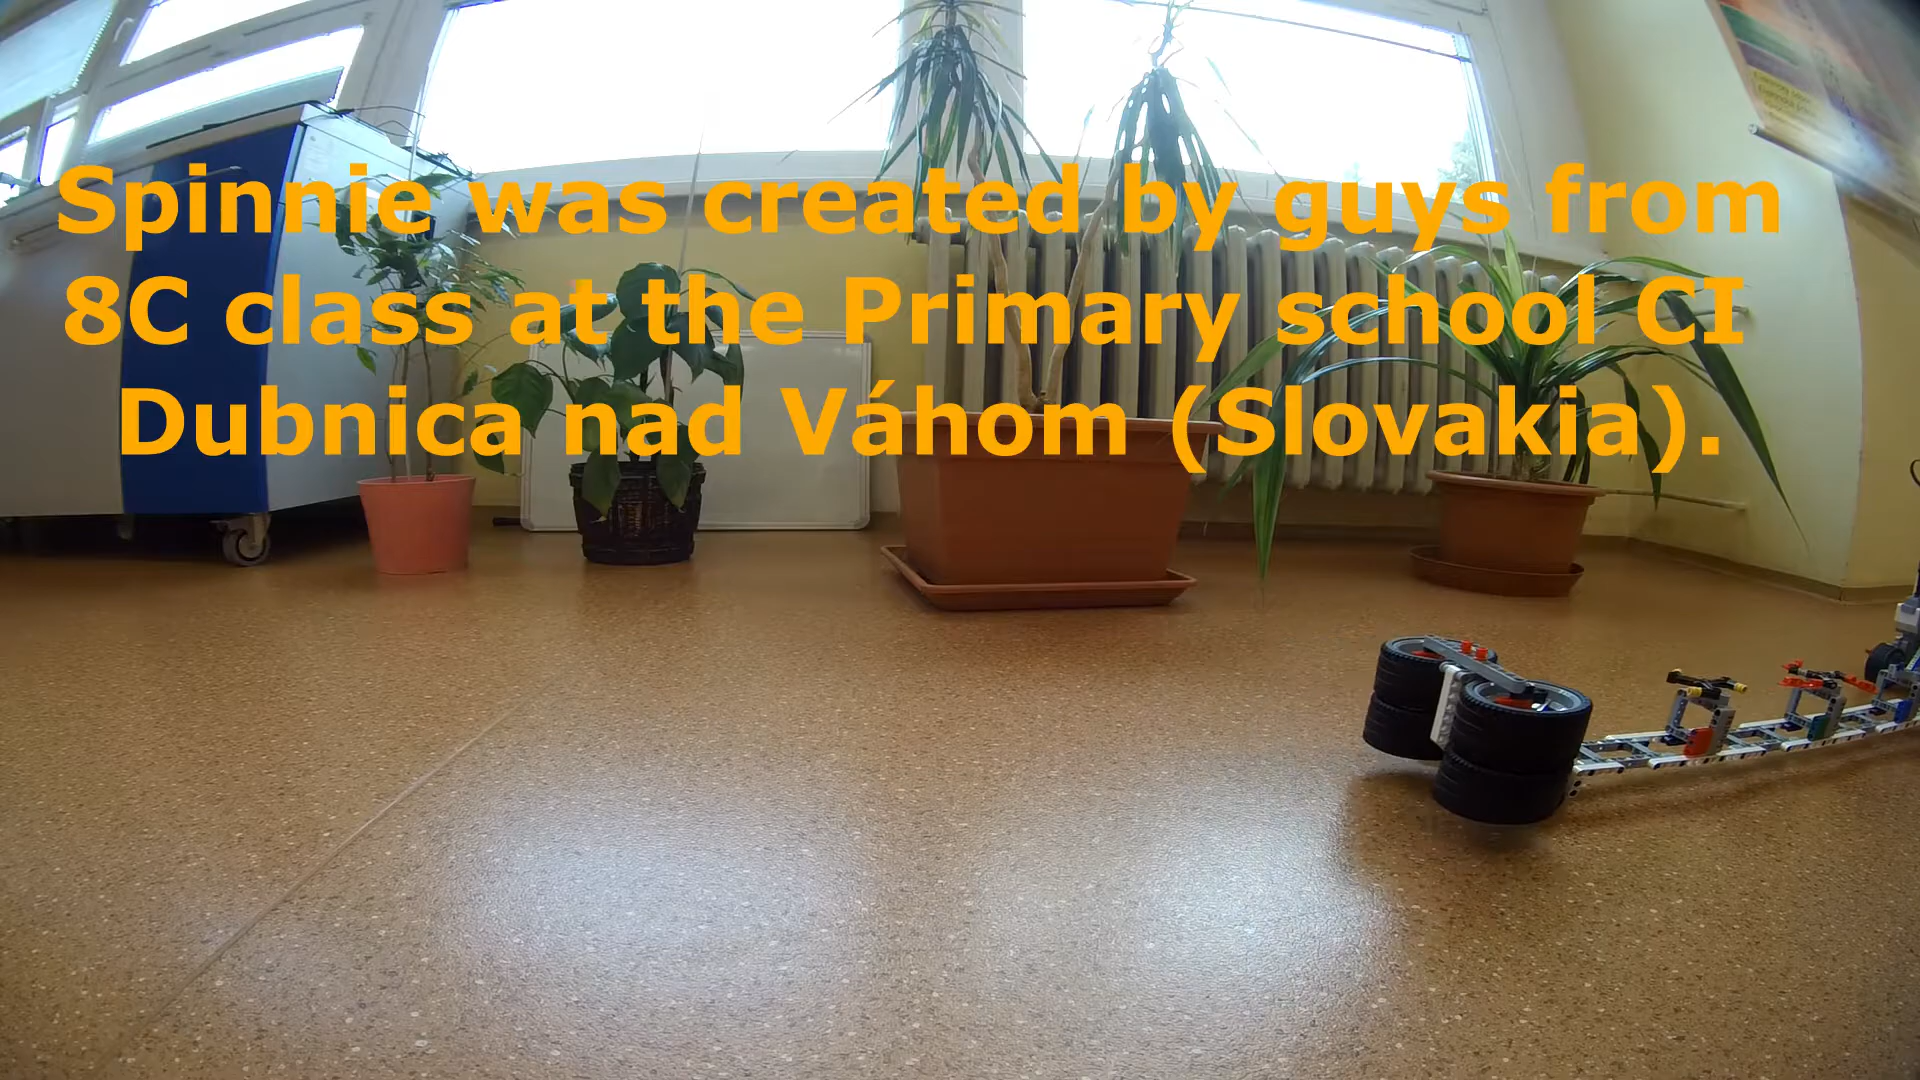 Spinnie was created by guys from
8C class at the Primary school CI
Dubnica nad Váhom (Slovakia).